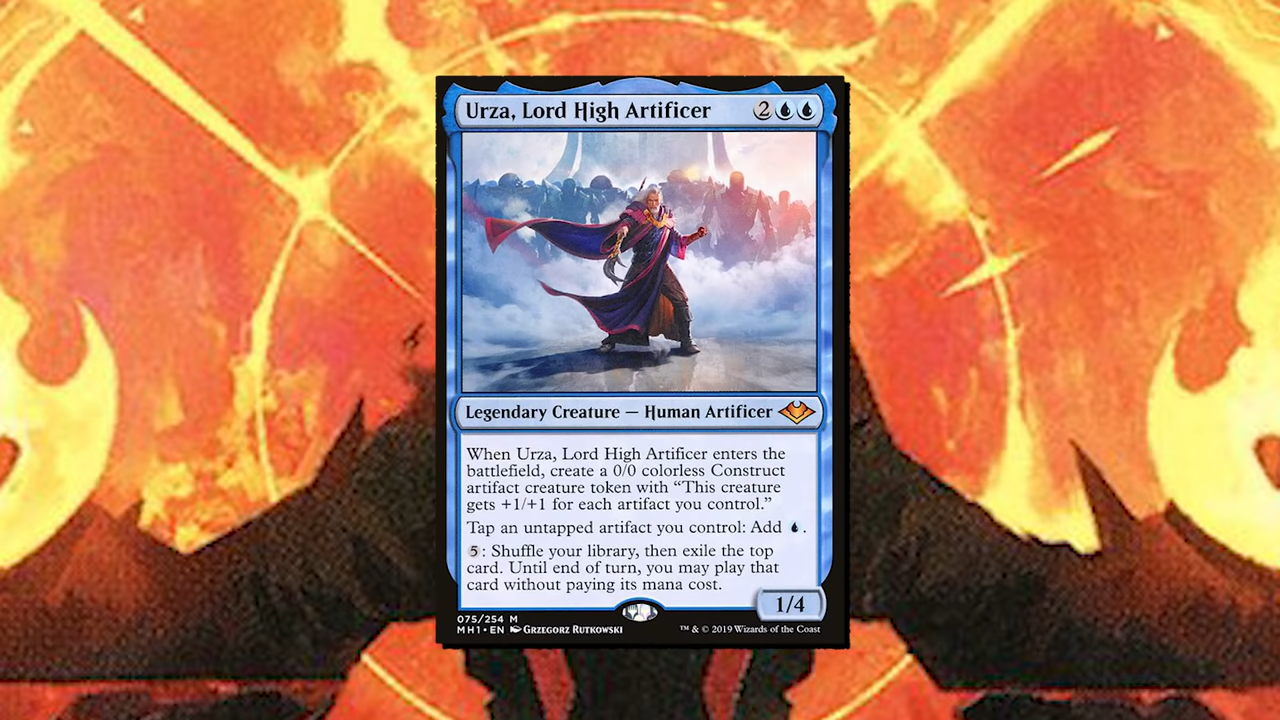 Urza, Lord High Artificer 2
Legendary Creature — Human Artificer
When Urza, Lord High Artificer enters the
battlefield, create a 0/0 colorless Construct
artifact creature token with “This creature
gets +1/+1 for each artifact you control.”
Tap an untapped artifact you control: Add .
5: Shuffle your library, then exile the top
card. Until end of turn, you may play that
card without paying its mana cost.
1/4
075/254 M
MH1 • EN Grzegorz Rutkowski ™ & © 2019 Wizards of the Coast